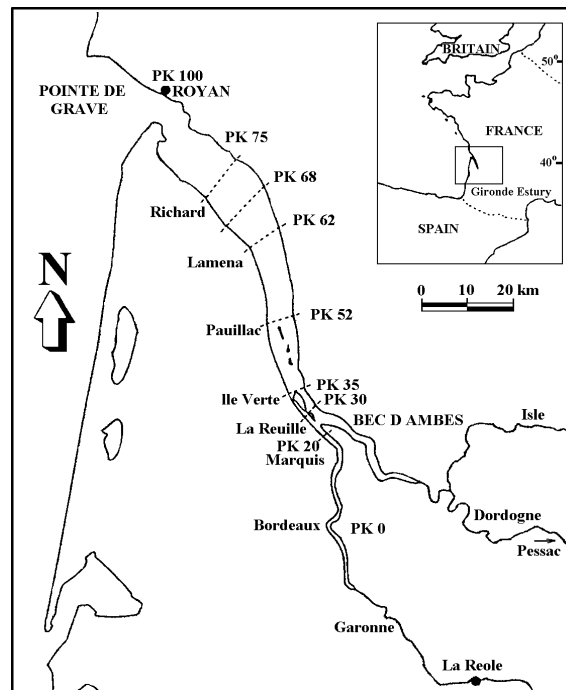 PK 100
ROYAN
POINTE DE
GRAVE
PK 75
PK 68
Richard
PK 62
Lamena
N
Pauillac
PK 52
PK 35
Ile Verte
PK 30
La Reuille
BEC D AMBES
Isle
PK 20
Marquis
Dordogne
Bordeaux
PK 0
Pessac
Garonne
La Reole
BRITAIN
50°
FRANCE
40°
Gironde Estury
SPAIN
0 10 20 km